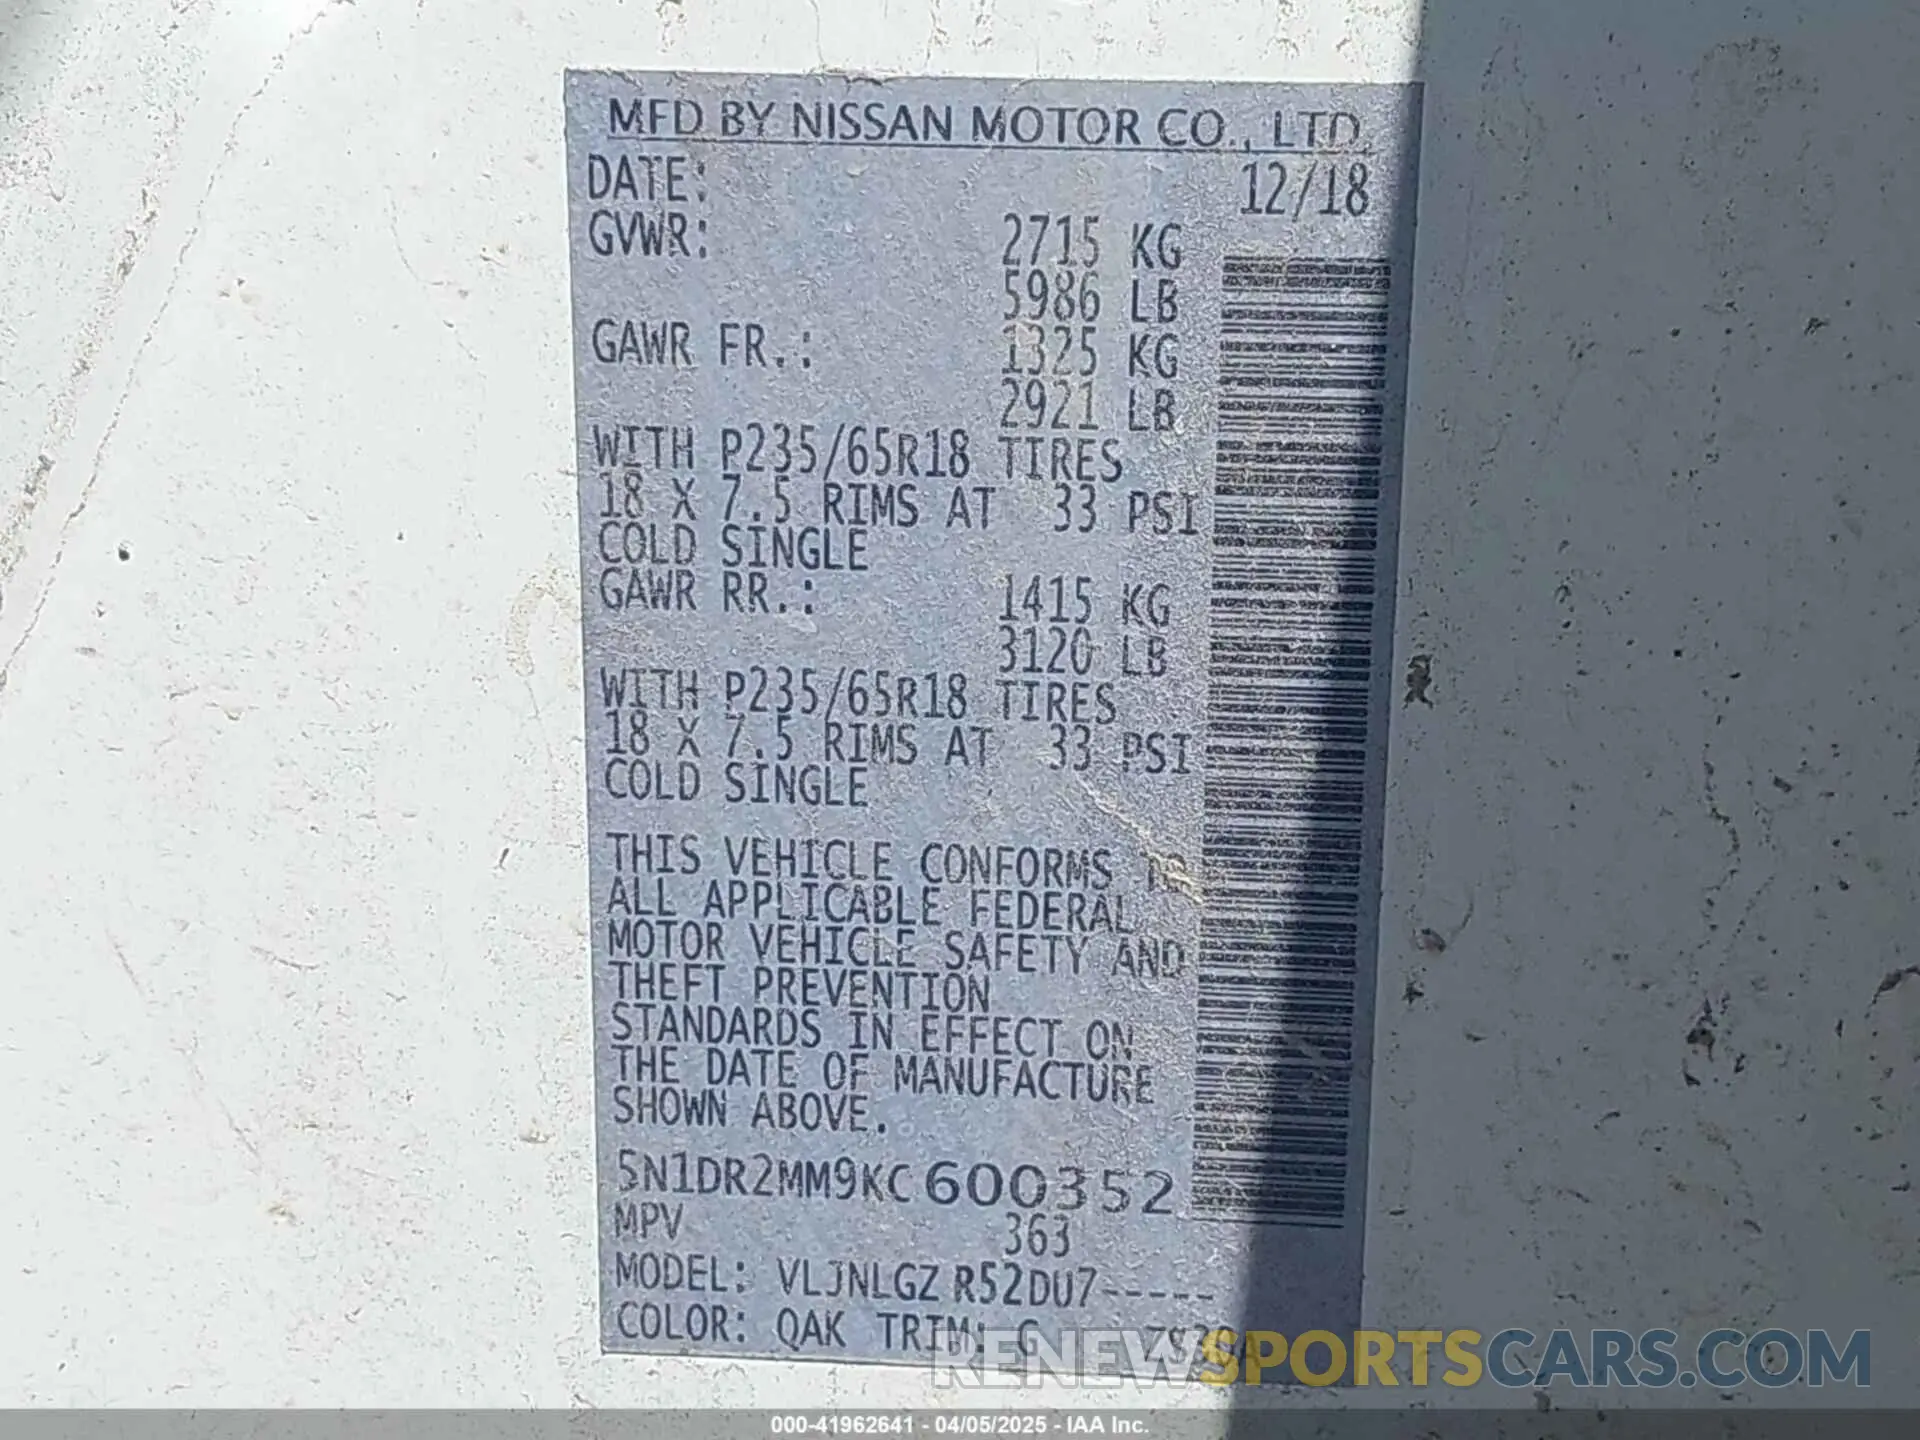 MFD BY NISSAN MOTOR CO., LTD.
DATE: 12/18
GVWR: 2715 KG
5986 LB
GAWR FR.: 1325 KG
2921 LB
WITH P235/65R18 TIRES
18 X 7.5 RIMS AT 33 PSI
COLD SINGLE
GAWR RR.: 1415 KG
3120 LB
WITH P235/65R18 TIRES
18 X 7.5 RIMS AT 33 PSI
COLD SINGLE
THIS VEHICLE CONFORMS TO
ALL APPLICABLE FEDERAL
MOTOR VEHICLE SAFETY AND
THEFT PREVENTION
STANDARDS IN EFFECT ON
THE DATE OF MANUFACTURE
SHOWN ABOVE.
5N1DR2MM9KC600352
MPV 363
MODEL: VLJNLGZ R52DU7-----
COLOR: QAK TRIM: G
RENEWSPORTSCARS.COM
000-41962641 - 04/05/2025 - IAA Inc.